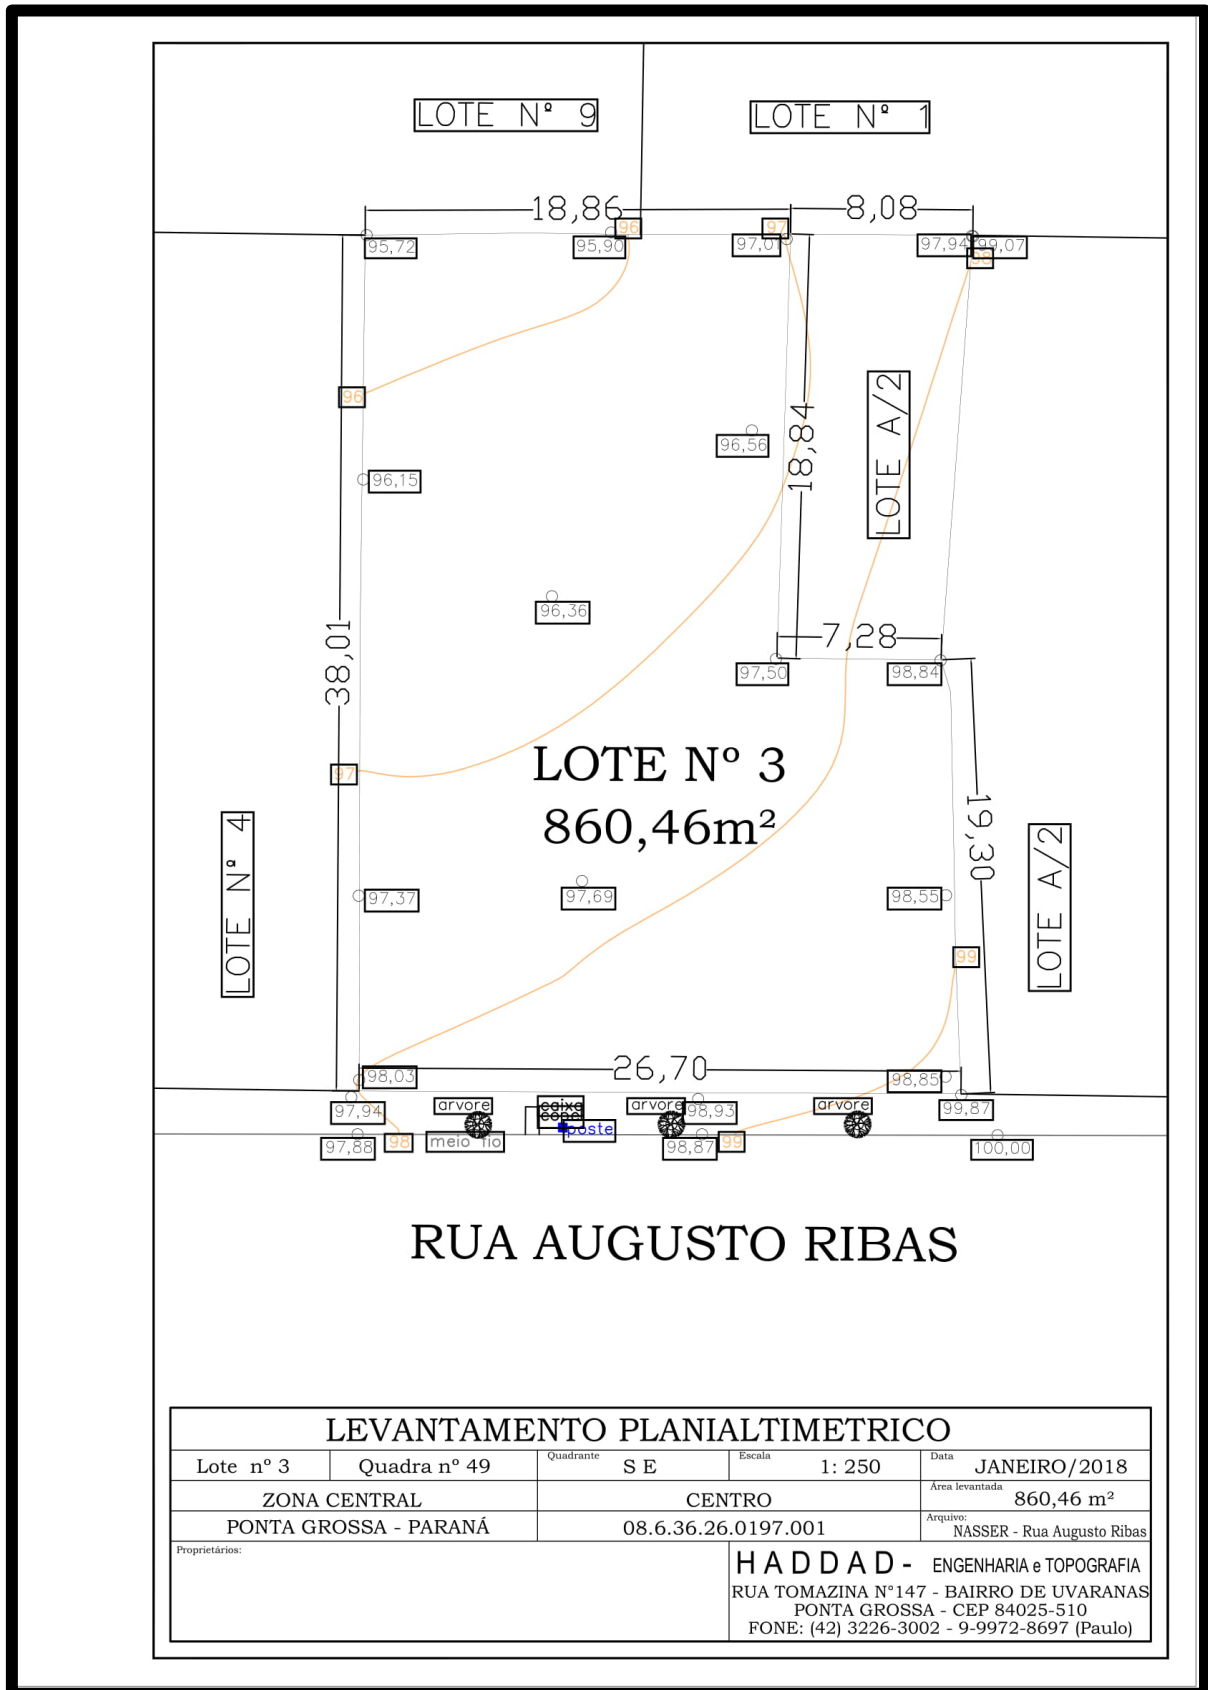 LOTE Nº 9
LOTE Nº 1
18,86
8,08
96
97
95,72
95,90
97,01
97,94
99,07
98
96
18,84
LOTE A/2
96,56
96,15
96,36
38,01
7,28
97,50
98,84
97
LOTE Nº 3
860,46m²
19,30
LOTE Nº 4
LOTE A/2
97,37
97,69
98,55
99
26,70
98,03
98,85
97,94
arvore
caixa
copel
arvore
98,93
arvore
99,87
poste
97,88
98
meio fio
98,87
99
100,00
RUA AUGUSTO RIBAS
LEVANTAMENTO PLANIALTIMETRICO
Lote nº 3
Quadra nº 49
Quadrante
S E
Escala
1: 250
Data
JANEIRO/2018
ZONA CENTRAL
CENTRO
Área levantada
860,46 m²
PONTA GROSSA - PARANÁ
08.6.36.26.0197.001
Arquivo:
NASSER - Rua Augusto Ribas
Proprietários:
HADDAD- ENGENHARIA e TOPOGRAFIA
RUA TOMAZINA N°147 - BAIRRO DE UVARANAS
PONTA GROSSA - CEP 84025-510
FONE: (42) 3226-3002 - 9-9972-8697 (Paulo)